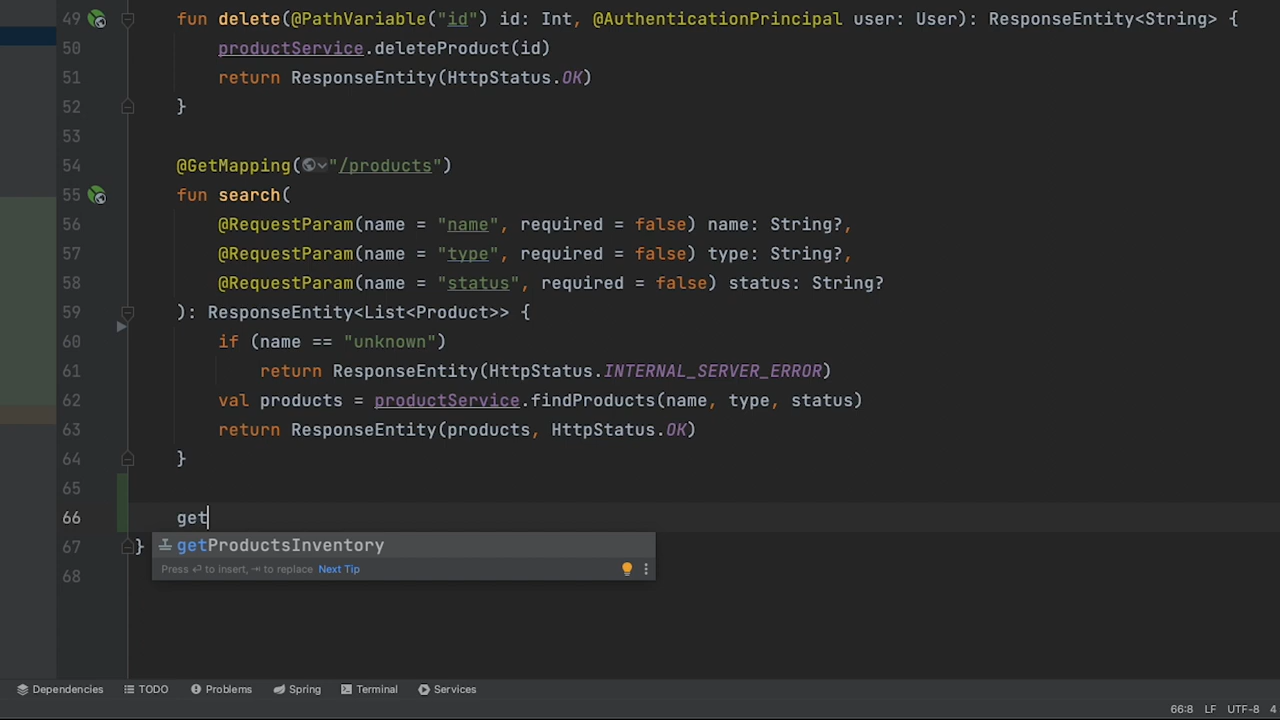 49 fun delete(@PathVariable("id") id: Int, @AuthenticationPrincipal user: User): ResponseEntity<String> {
50 productService.deleteProduct(id)
51 return ResponseEntity(HttpStatus.OK)
52 }
53
54 @GetMapping("/products")
55 fun search(
56 @RequestParam(name = "name", required = false) name: String?,
57 @RequestParam(name = "type", required = false) type: String?,
58 @RequestParam(name = "status", required = false) status: String?
59 ): ResponseEntity<List<Product>> {
60 if (name == "unknown")
61 return ResponseEntity(HttpStatus.INTERNAL_SERVER_ERROR)
62 val products = productService.findProducts(name, type, status)
63 return ResponseEntity(products, HttpStatus.OK)
64 }
65
66 get
67 }
getProductsInventory
Press ⏎ to insert, ⇥ to replace Next Tip
68
Dependencies TODO Problems Spring Terminal Services
66:8 LF UTF-8 4